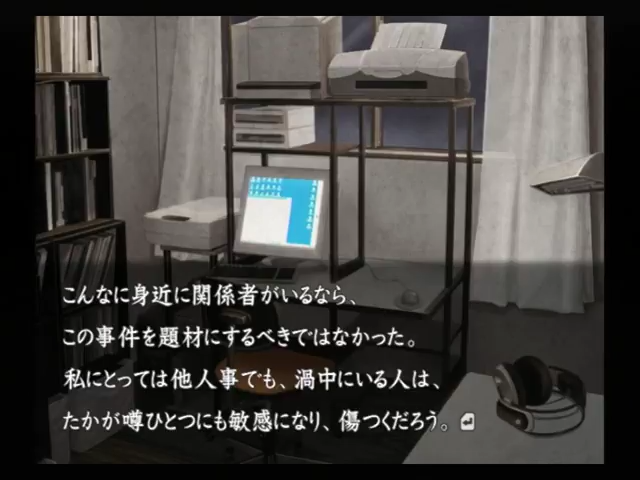 こんなに身近に関係者がいるなら、
この事件を題材にするべきではなかった。
私にとっては他人事でも、渦中にいる人は、
たかが噂ひとつにも敏感になり、傷つくだろう。